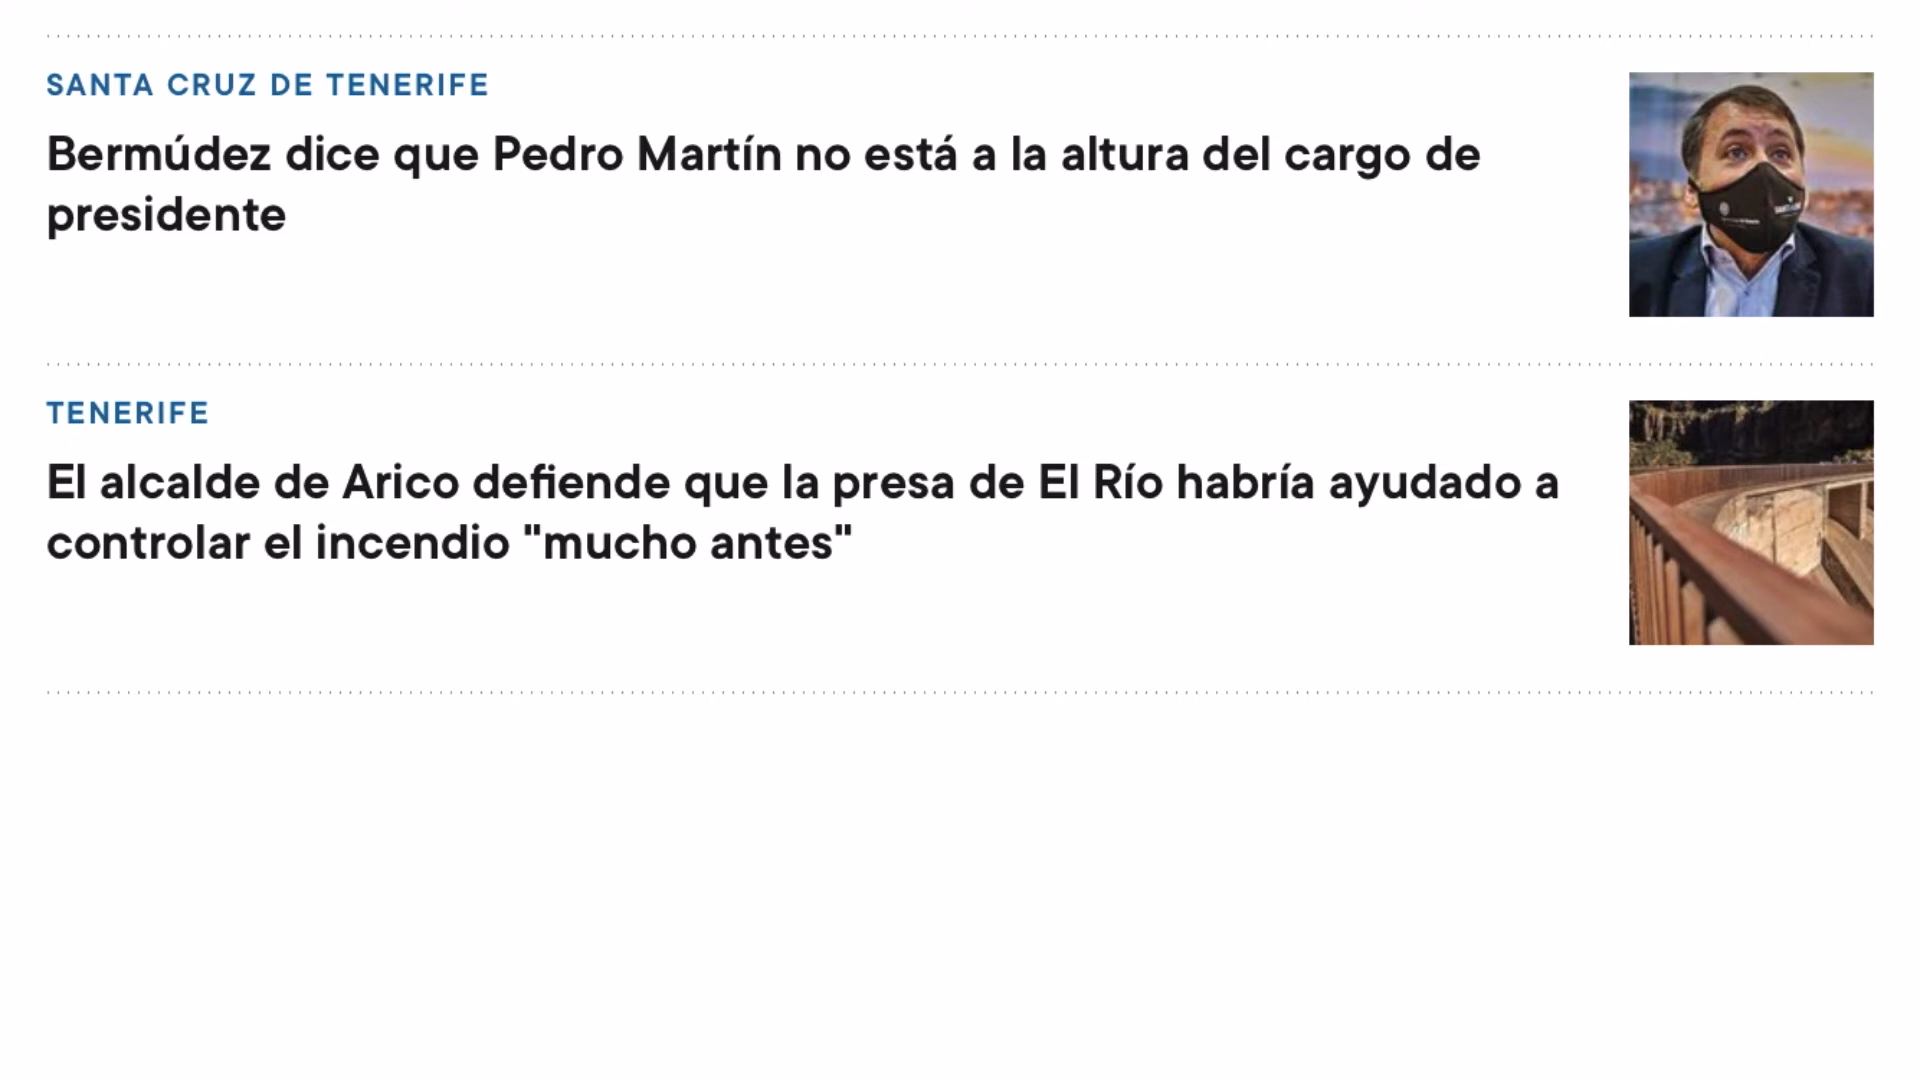 SANTA CRUZ DE TENERIFE
Bermúdez dice que Pedro Martín no está a la altura del cargo de
presidente
TENERIFE
El alcalde de Arico defiende que la presa de El Río habría ayudado a
controlar el incendio "mucho antes"